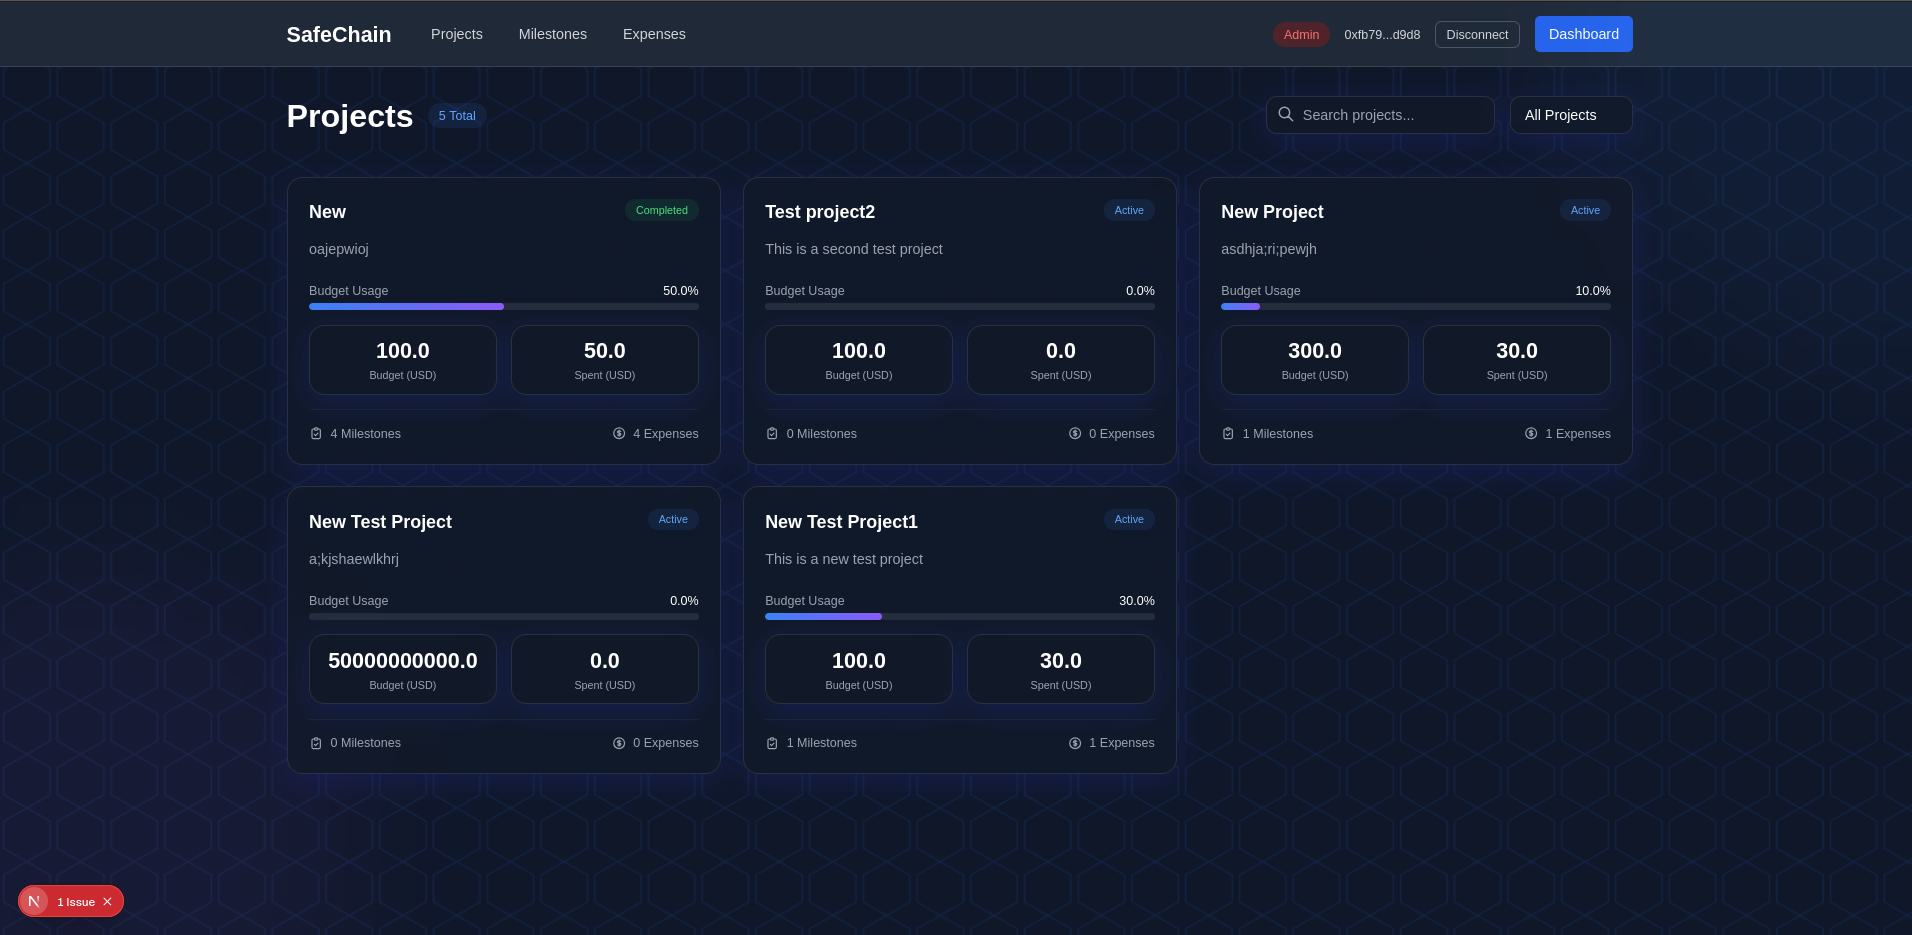 SafeChain Projects Milestones Expenses Admin 0xfb79...d9d8 Disconnect Dashboard
Projects 5 Total Search projects... All Projects
New Completed
oajepwioj
Budget Usage 50.0%
100.0 50.0
Budget (USD) Spent (USD)
4 Milestones 4 Expenses
Test project2 Active
This is a second test project
Budget Usage 0.0%
100.0 0.0
Budget (USD) Spent (USD)
0 Milestones 0 Expenses
New Project Active
asdhja;ri;pewjh
Budget Usage 10.0%
300.0 30.0
Budget (USD) Spent (USD)
1 Milestones 1 Expenses
New Test Project Active
a;kjshaewlkhrj
Budget Usage 0.0%
50000000000.0 0.0
Budget (USD) Spent (USD)
0 Milestones 0 Expenses
New Test Project1 Active
This is a new test project
Budget Usage 30.0%
100.0 30.0
Budget (USD) Spent (USD)
1 Milestones 1 Expenses
N 1 Issue